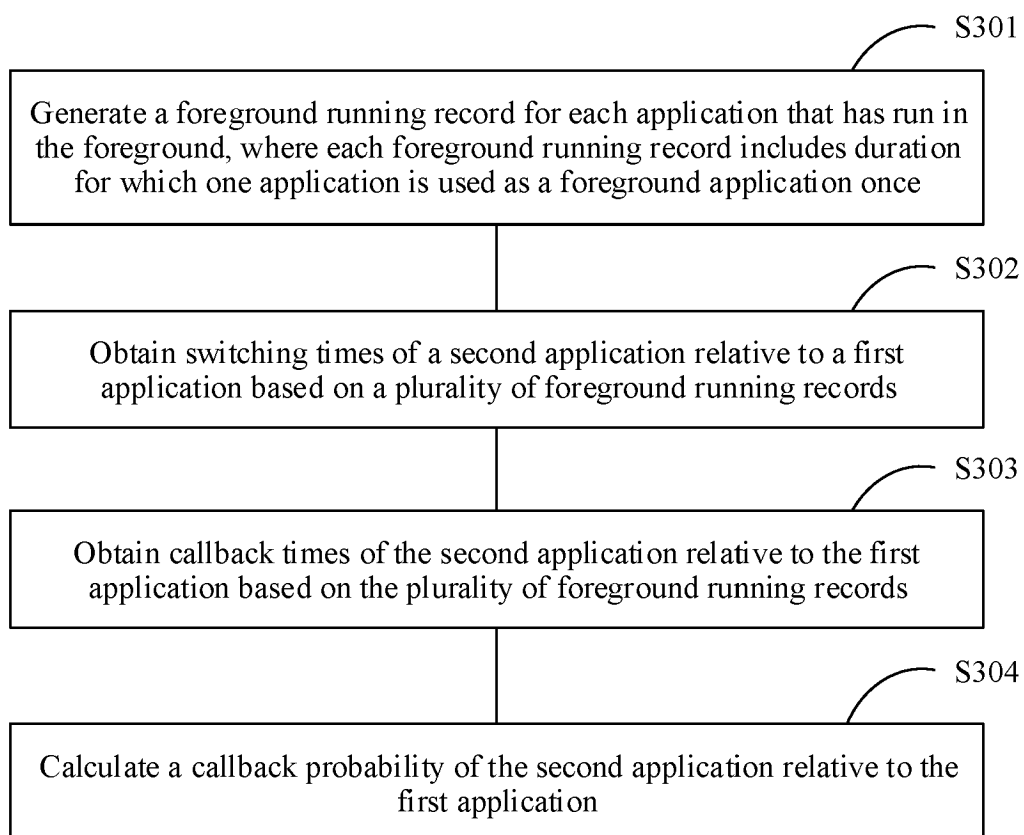 S301
Generate a foreground running record for each application that has run in
the foreground, where each foreground running record includes duration
for which one application is used as a foreground application once
S302
Obtain switching times of a second application relative to a first
application based on a plurality of foreground running records
S303
Obtain callback times of the second application relative to the first
application based on the plurality of foreground running records
S304
Calculate a callback probability of the second application relative to the
first application